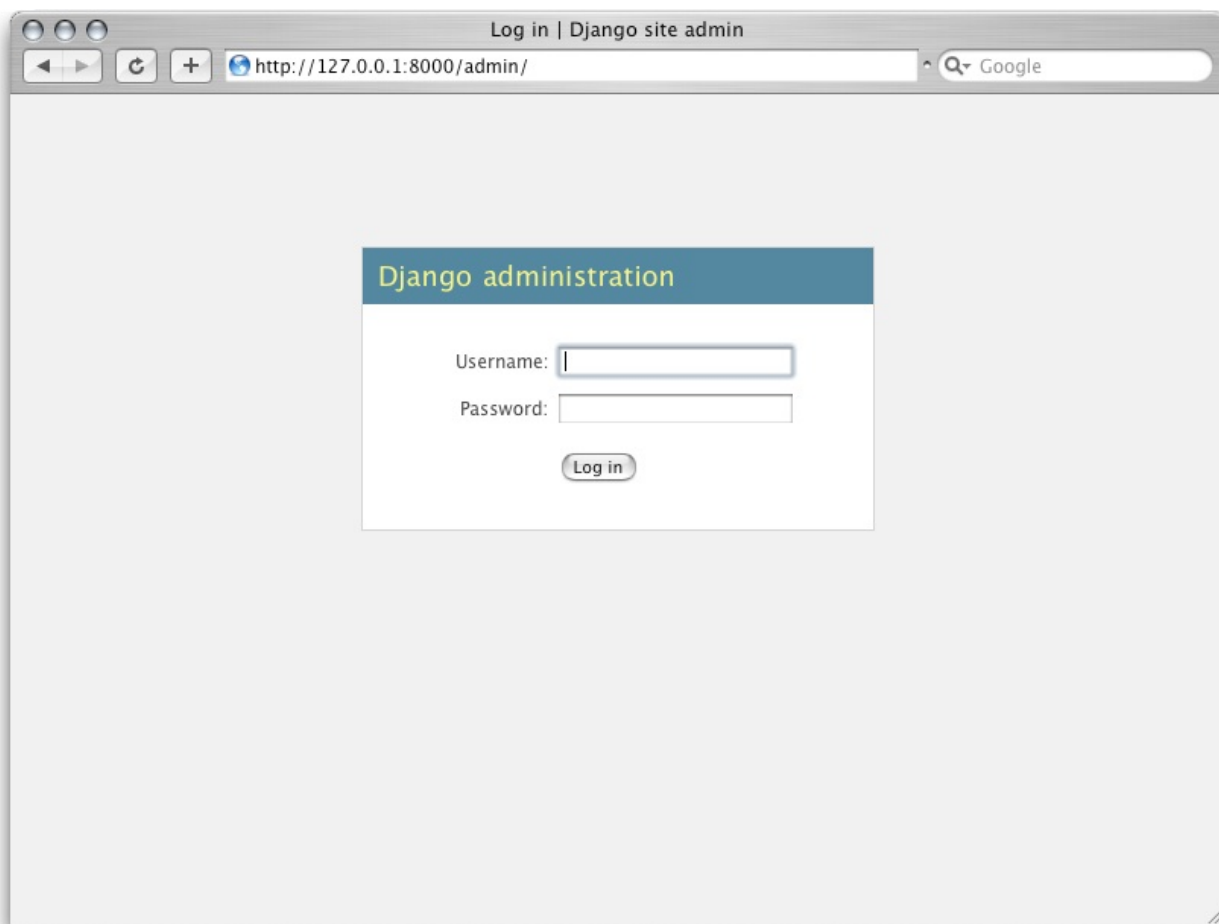 Log in | Django site admin
http://127.0.0.1:8000/admin/
Google
Django administration
Username:
Password:
Log in